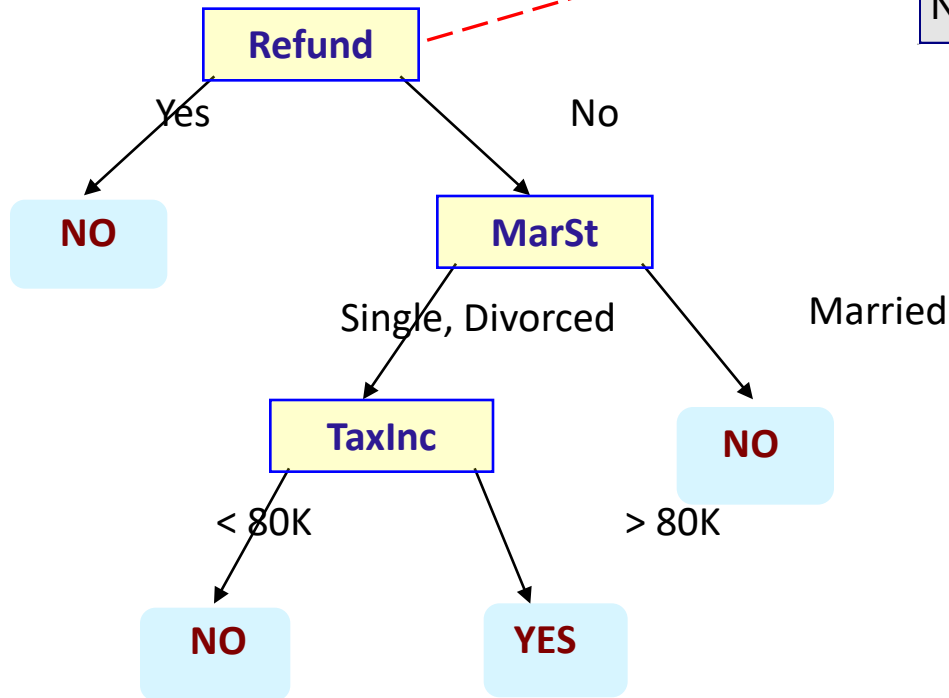 Refund
Yes
No
NO
MarSt
Single, Divorced
Married
TaxInc
NO
< 80K
> 80K
NO
YES